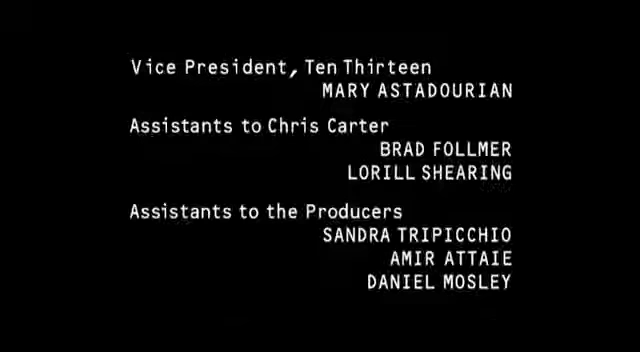 Vice President, Ten Thirteen
MARY ASTADOURIAN
Assistants to Chris Carter
BRAD FOLLMER
LORILL SHEARING
Assistants to the Producers
SANDRA TRIPICCHIO
AMIR ATTAIE
DANIEL MOSLEY